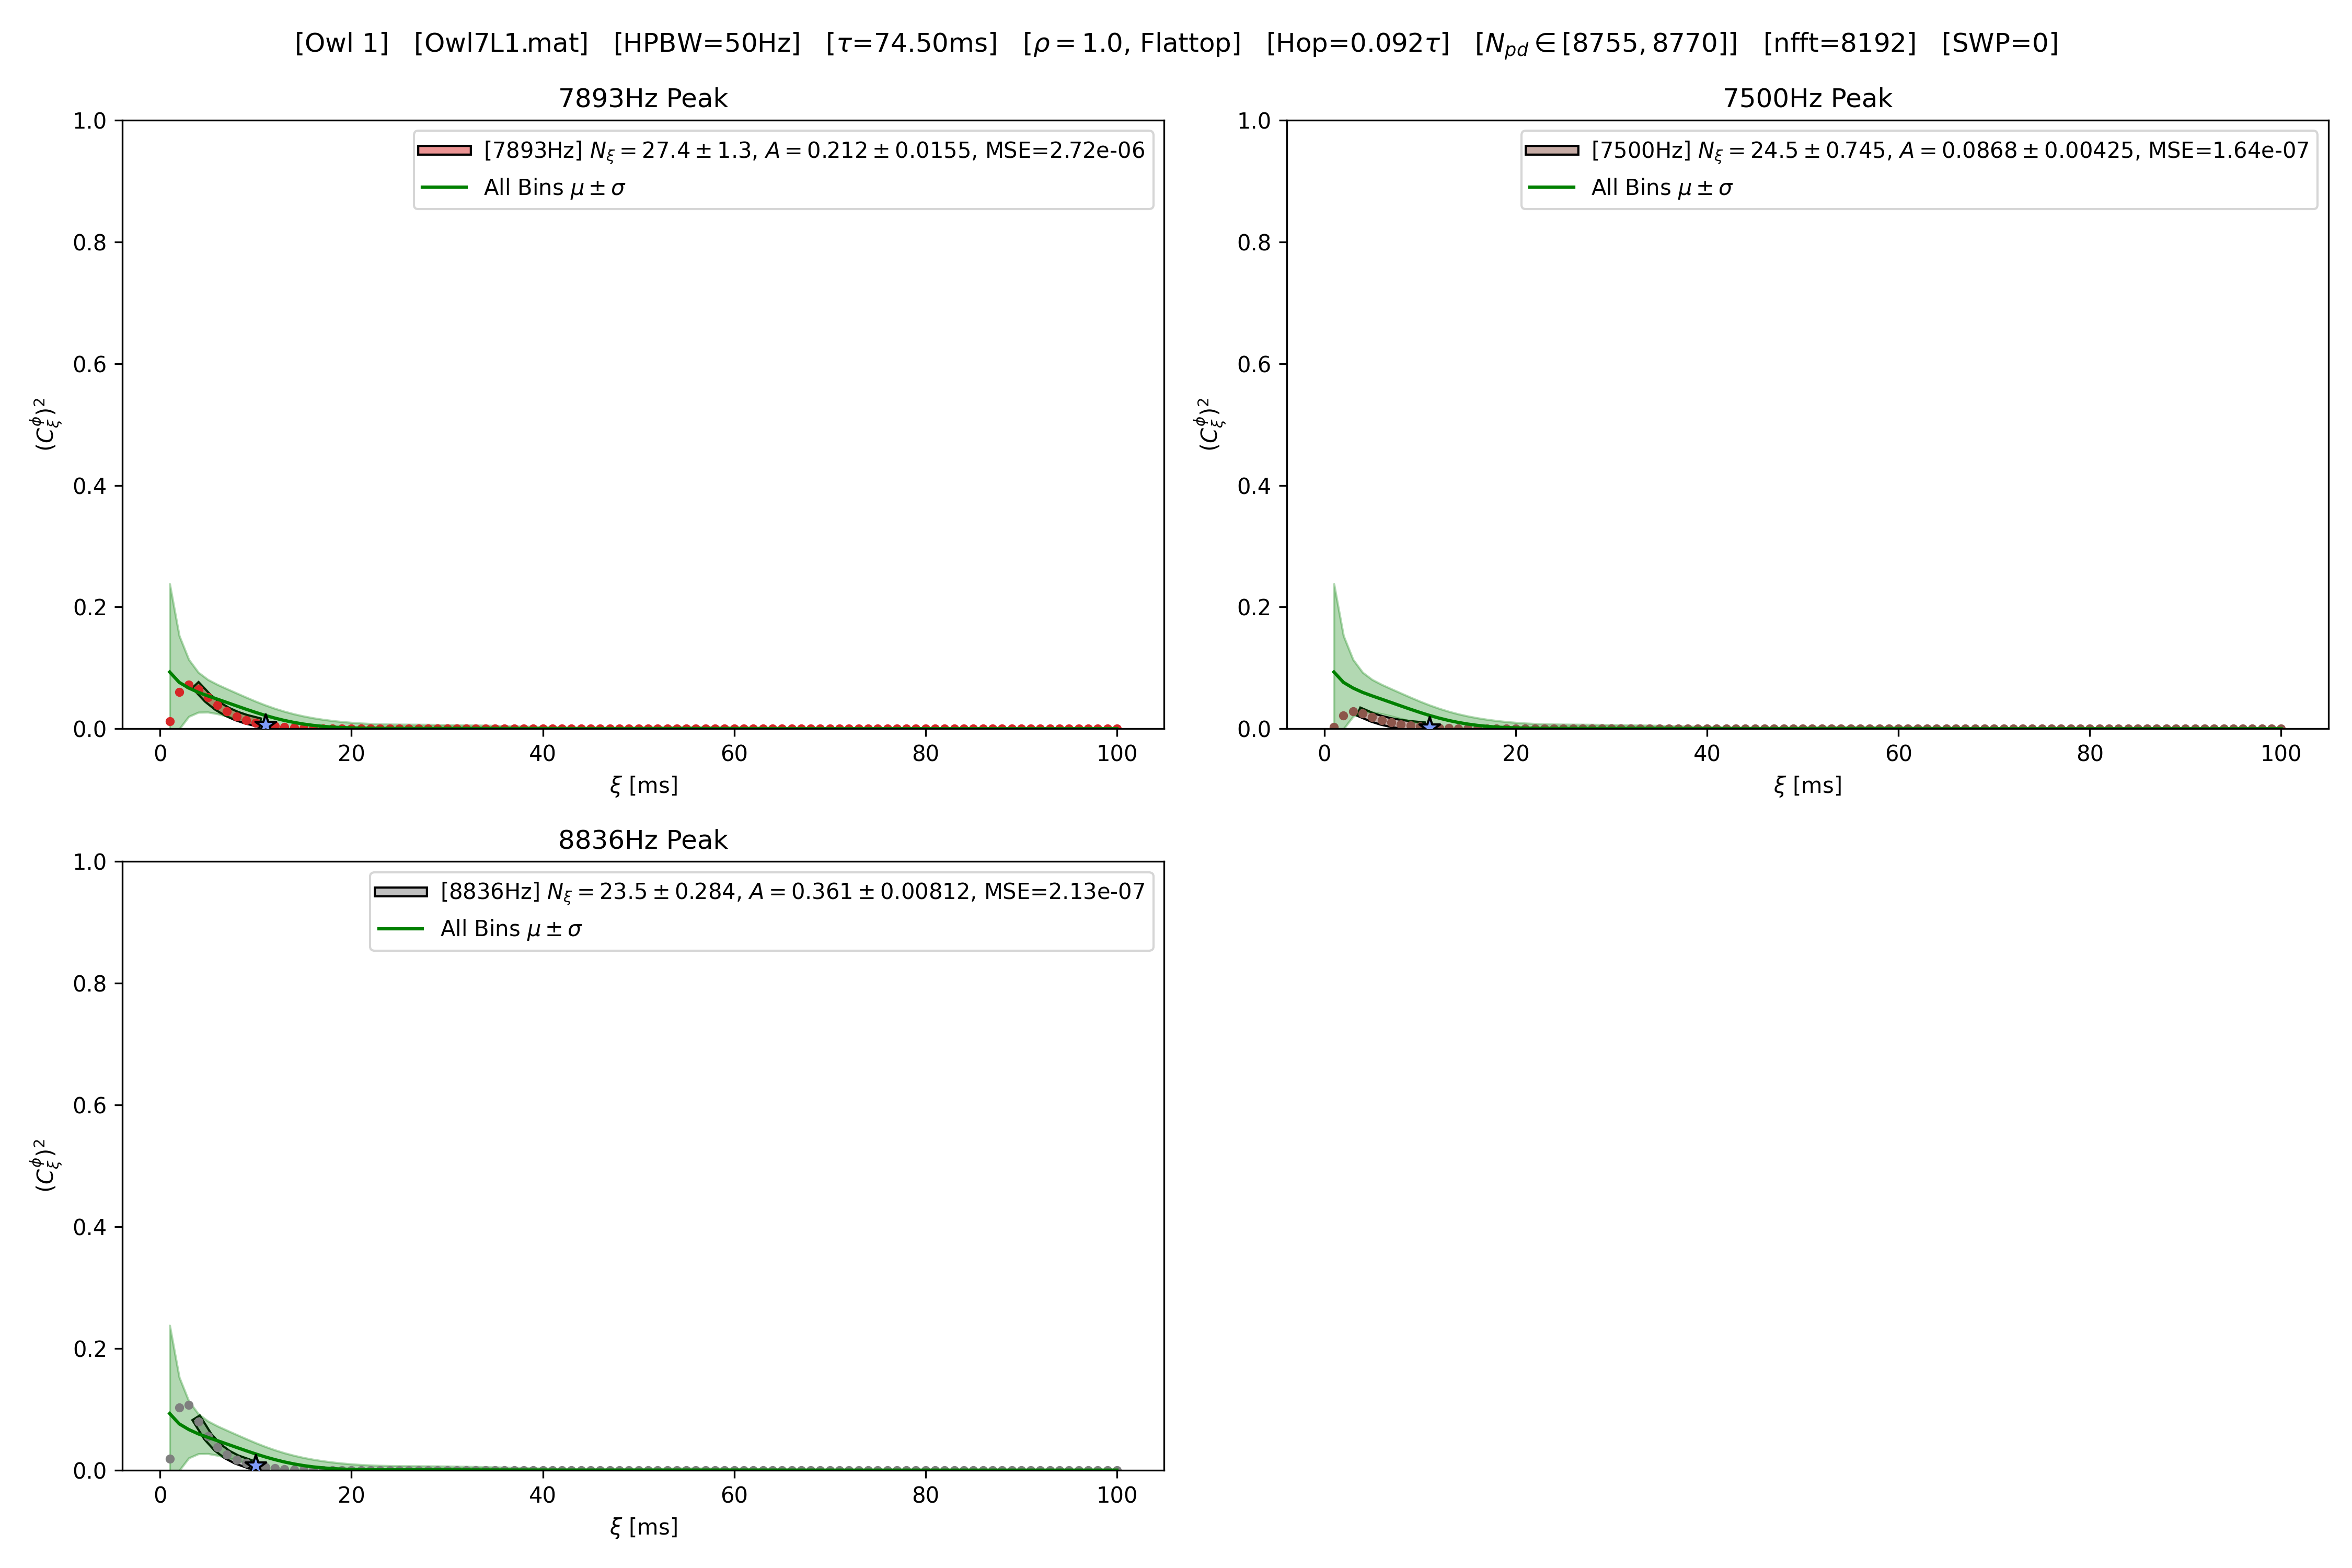 [Owl 1] [Owl7L1.mat] [HPBW=50Hz] [τ=74.50ms] [ρ = 1.0, Flattop] [Hop=0.092τ] [N_pd ∈ [8755, 8770]] [nfft=8192] [SWP=0]
7893Hz Peak
1.0
0.8
0.6
0.4
0.2
0.0
(C_ξ^ϕ)²
[7893Hz] N_ξ = 27.4 ± 1.3, A = 0.212 ± 0.0155, MSE=2.72e-06
All Bins μ ± σ
0 20 40 60 80 100
ξ [ms]
7500Hz Peak
1.0
0.8
0.6
0.4
0.2
0.0
(C_ξ^ϕ)²
[7500Hz] N_ξ = 24.5 ± 0.745, A = 0.0868 ± 0.00425, MSE=1.64e-07
All Bins μ ± σ
0 20 40 60 80 100
ξ [ms]
8836Hz Peak
1.0
0.8
0.6
0.4
0.2
0.0
(C_ξ^ϕ)²
[8836Hz] N_ξ = 23.5 ± 0.284, A = 0.361 ± 0.00812, MSE=2.13e-07
All Bins μ ± σ
0 20 40 60 80 100
ξ [ms]